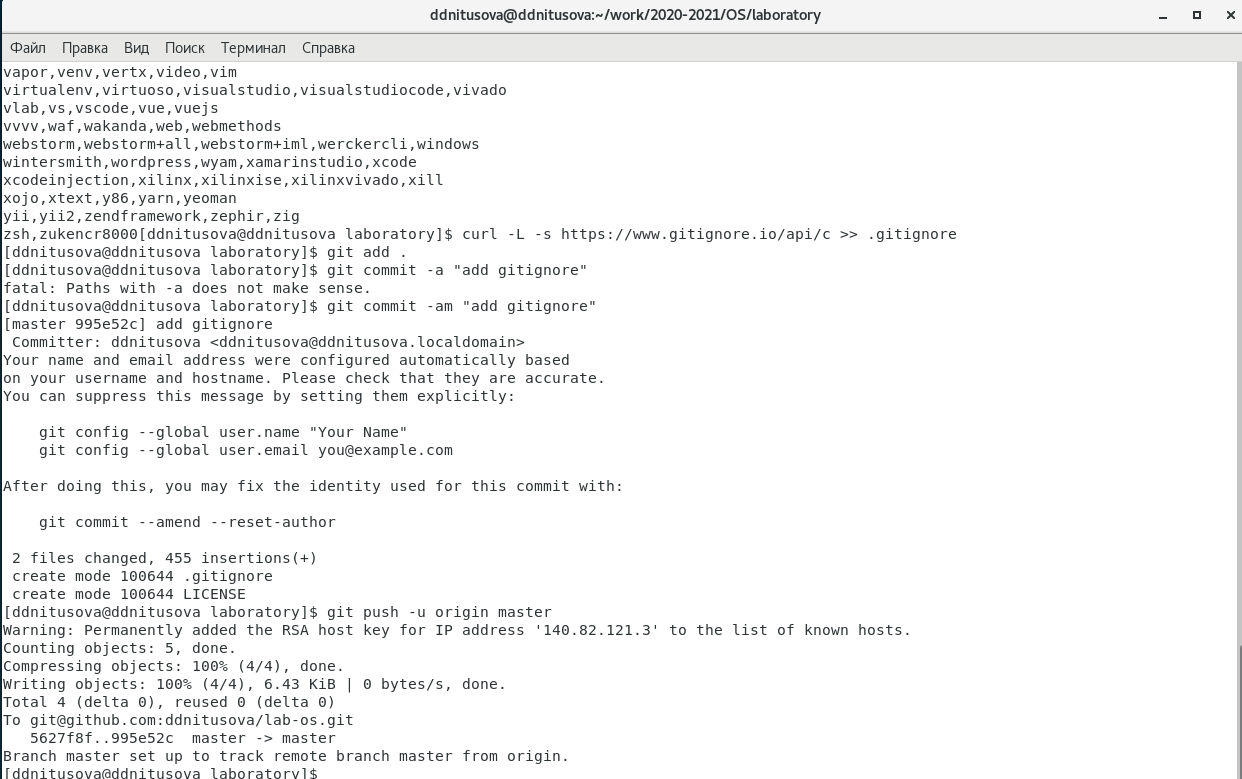 ddnitusova@ddnitusova:~/work/2020-2021/OS/laboratory
Файл Правка Вид Поиск Терминал Справка
vapor,venv,vertx,video,vim
virtualenv,virtuoso,visualstudio,visualstudiocode,vivado
vlab,vs,vscode,vue,vuejs
vvvv,waf,wakanda,web,webmethods
webstorm,webstorm+all,webstorm+iml,werckercli,windows
wintersmith,wordpress,wyam,xamarinstudio,xcode
xcodeinjection,xilinx,xilinxise,xilinxvivado,xill
xojo,xtext,y86,yarn,yeoman
yii,yii2,zendframework,zephir,zig
zsh,zukencr8000[ddnitusova@ddnitusova laboratory]$ curl -L -s https://www.gitignore.io/api/c >> .gitignore
[ddnitusova@ddnitusova laboratory]$ git add .
[ddnitusova@ddnitusova laboratory]$ git commit -a "add gitignore"
fatal: Paths with -a does not make sense.
[ddnitusova@ddnitusova laboratory]$ git commit -am "add gitignore"
[master 995e52c] add gitignore
 Committer: ddnitusova <ddnitusova@ddnitusova.localdomain>
Your name and email address were configured automatically based
on your username and hostname. Please check that they are accurate.
You can suppress this message by setting them explicitly:
    git config --global user.name "Your Name"
    git config --global user.email you@example.com
After doing this, you may fix the identity used for this commit with:
    git commit --amend --reset-author
 2 files changed, 455 insertions(+)
 create mode 100644 .gitignore
 create mode 100644 LICENSE
[ddnitusova@ddnitusova laboratory]$ git push -u origin master
Warning: Permanently added the RSA host key for IP address '140.82.121.3' to the list of known hosts.
Counting objects: 5, done.
Compressing objects: 100% (4/4), done.
Writing objects: 100% (4/4), 6.43 KiB | 0 bytes/s, done.
Total 4 (delta 0), reused 0 (delta 0)
To git@github.com:ddnitusova/lab-os.git
   5627f8f..995e52c  master -> master
Branch master set up to track remote branch master from origin.
[ddnitusova@ddnitusova laboratory]$